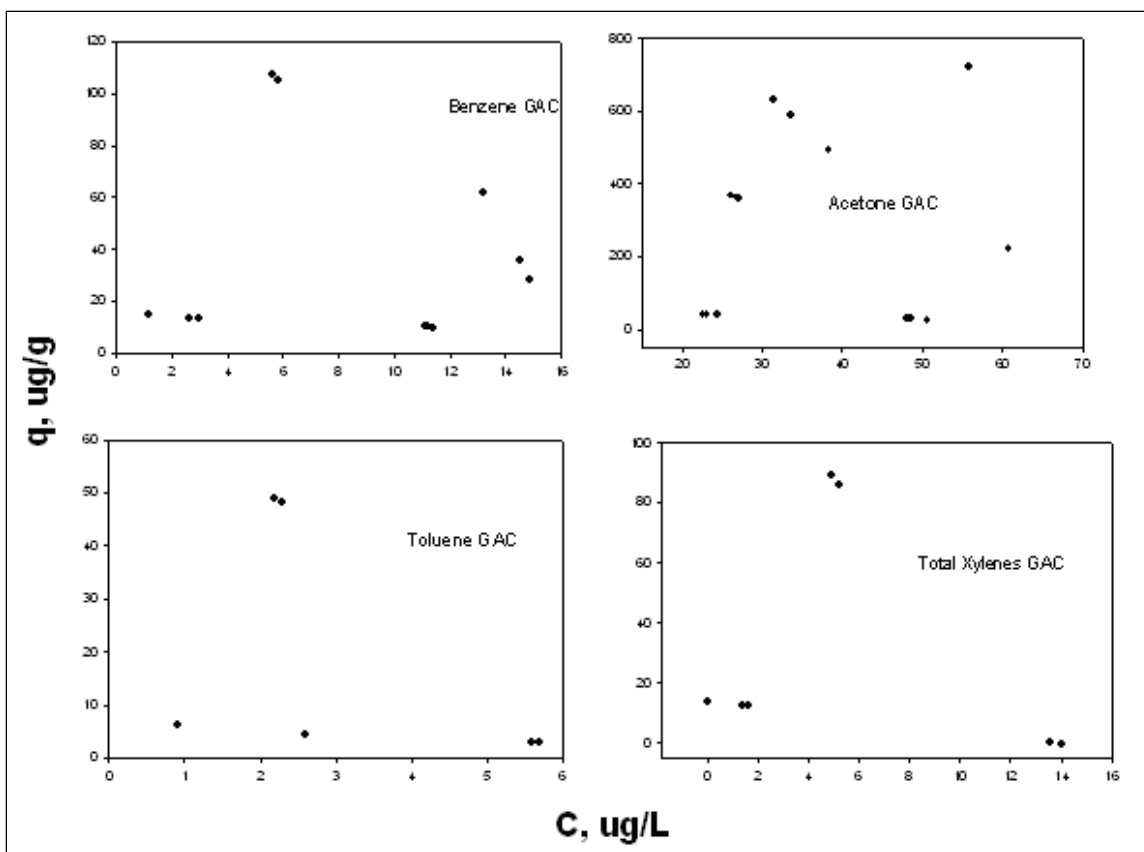 120
100
80
60
40
20
0
0 2 4 6 8 10 12 14 16
Benzene GAC
800
600
400
200
0
20 30 40 50 60 70
Acetone GAC
q, ug/g
60
50
40
30
20
10
0
0 1 2 3 4 5 6
Toluene GAC
100
80
60
40
20
0
0 2 4 6 8 10 12 14 16
Total Xylenes GAC
C, ug/L